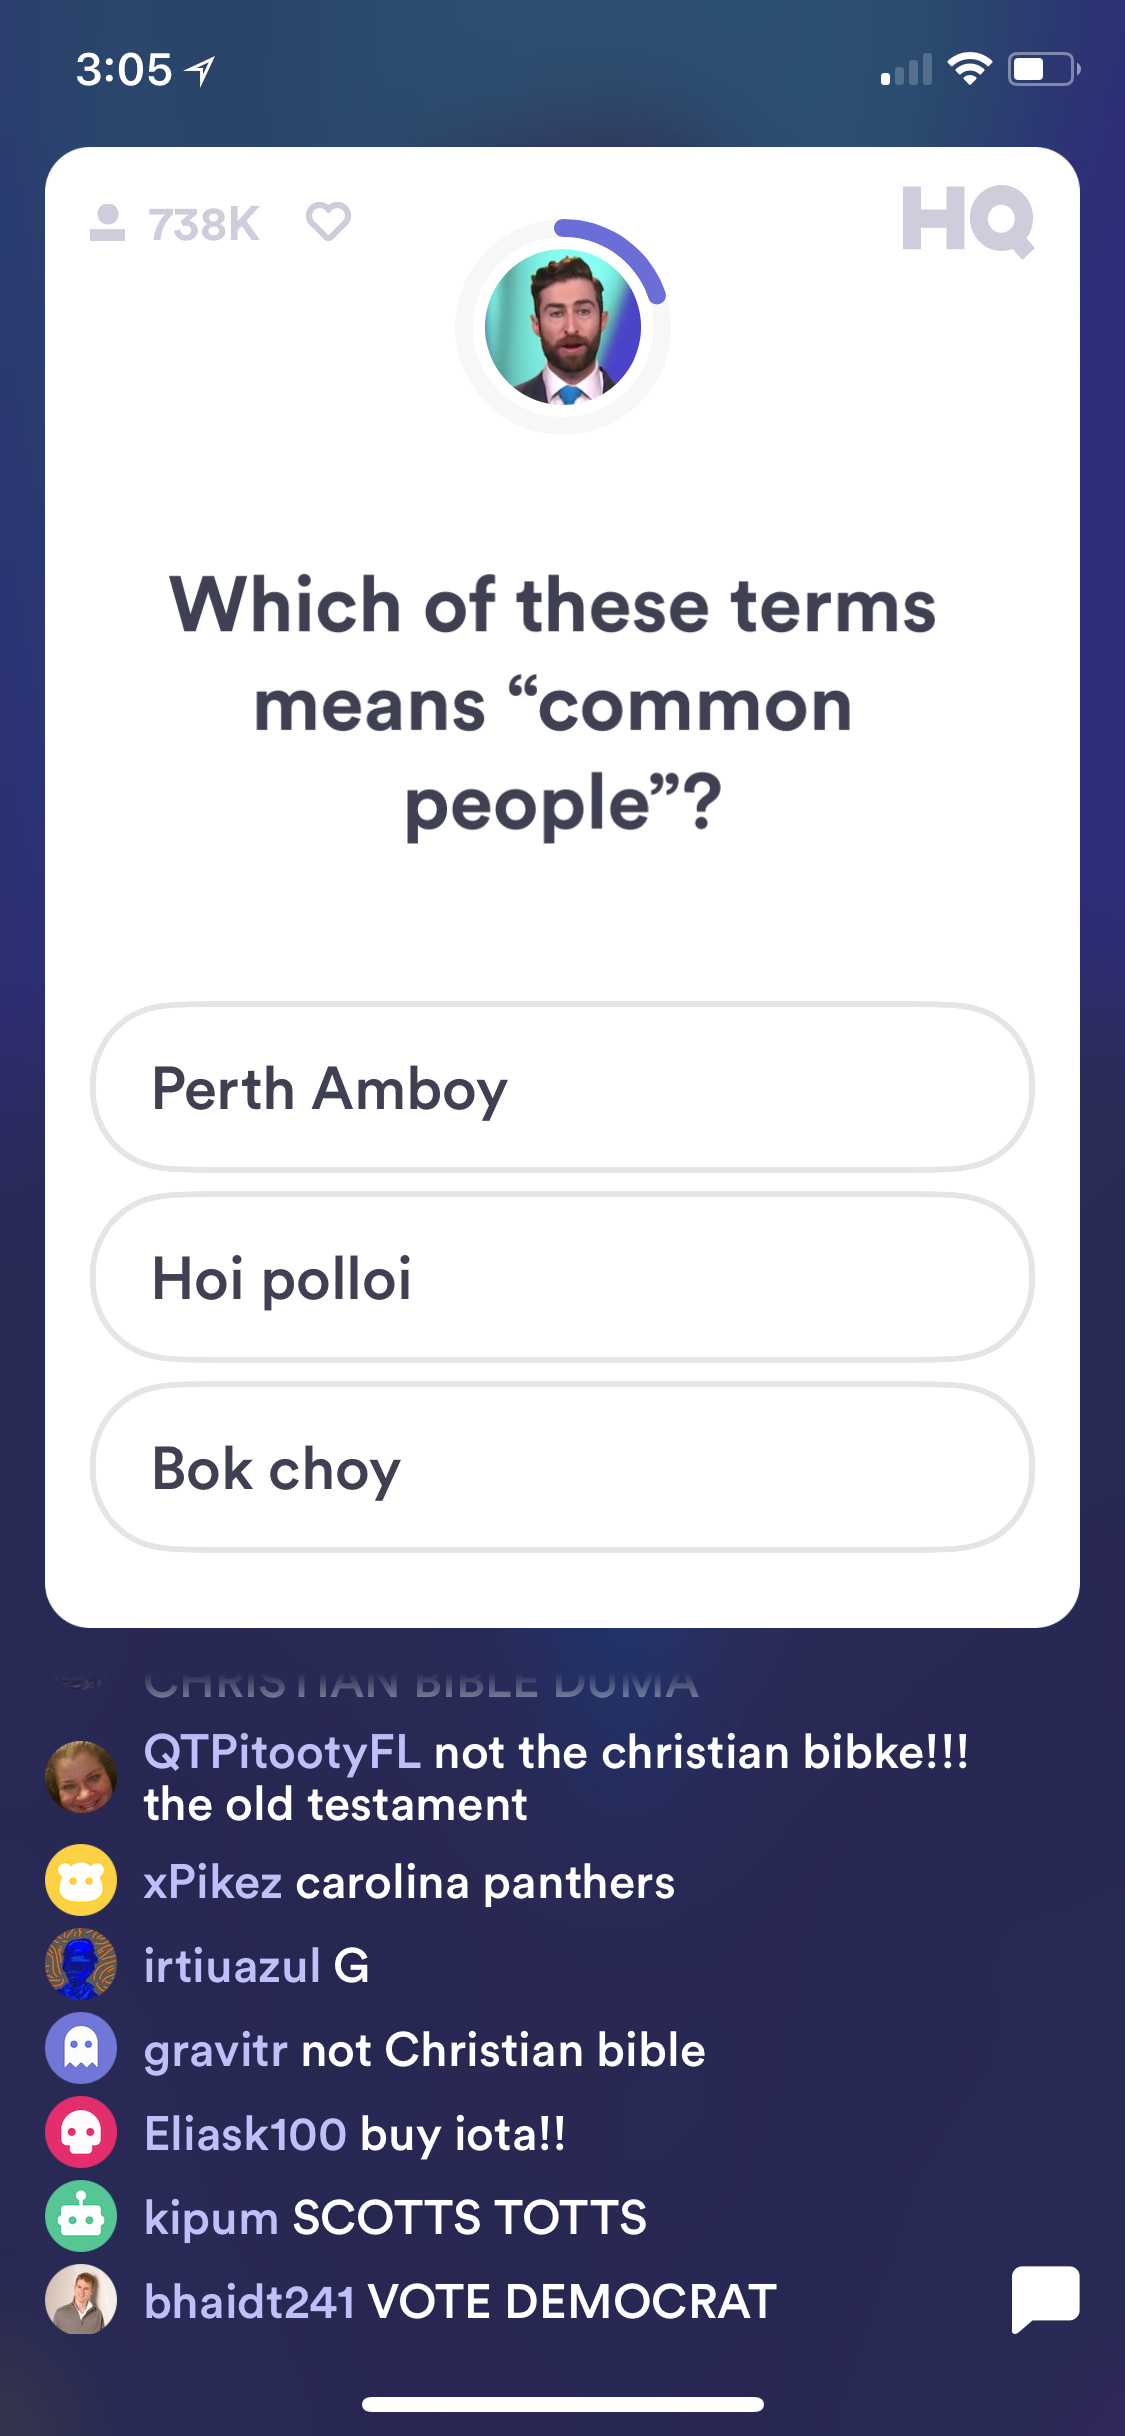 3:05
738K
HQ
Which of these terms
means “common
people”?
Perth Amboy
Hoi polloi
Bok choy
CHRISTIAN BIBLE DUMA
QTPitootyFL not the christian bibke!!!
the old testament
xPikez carolina panthers
irtiuazul G
gravitr not Christian bible
Eliask100 buy iota!!
kipum SCOTTS TOTTS
bhaidt241 VOTE DEMOCRAT